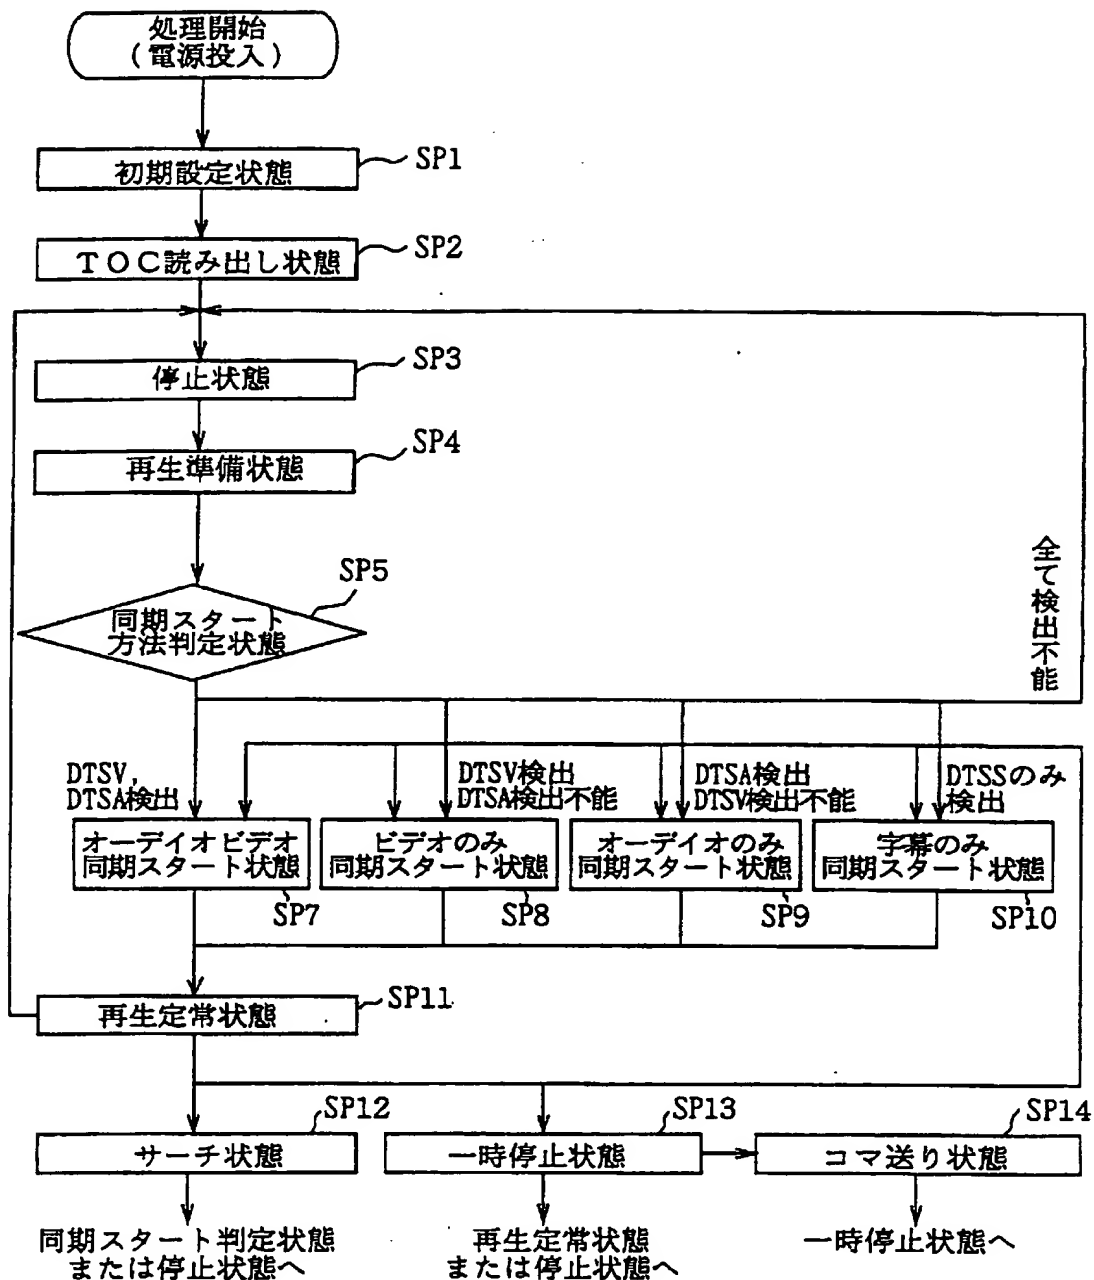 処理開始
(電源投入)
SP1
初期設定状態
SP2
TOC読み出し状態
SP3
停止状態
SP4
再生準備状態
SP5
同期スタート
方法判定状態
全て検出不能
DTSV,
DTSA検出
DTSV検出
DTSA検出不能
DTSA検出
DTSV検出不能
DTSSのみ
検出
オーデイオビデオ
同期スタート状態
SP7
ビデオのみ
同期スタート状態
SP8
オーデイオのみ
同期スタート状態
SP9
字幕のみ
同期スタート状態
SP10
SP11
再生定常状態
SP12
サーチ状態
同期スタート判定状態
または停止状態へ
SP13
一時停止状態
再生定常状態
または停止状態へ
SP14
コマ送り状態
一時停止状態へ